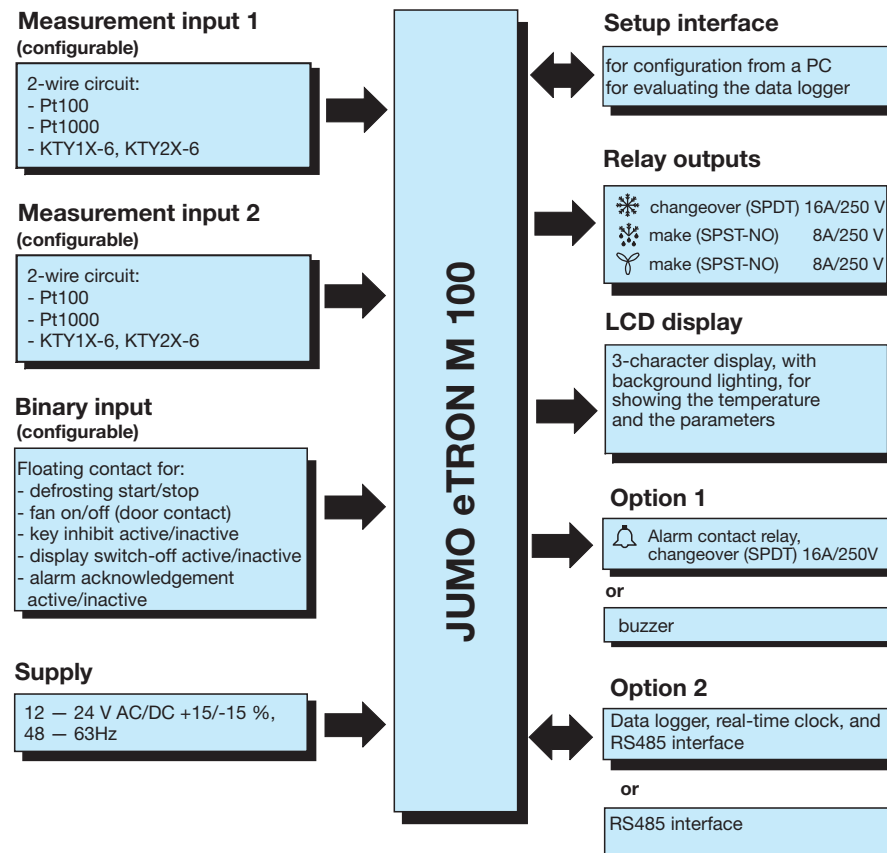 Measurement input 1
(configurable)
2-wire circuit:
- Pt100
- Pt1000
- KTY1X-6, KTY2X-6
Measurement input 2
(configurable)
2-wire circuit:
- Pt100
- Pt1000
- KTY1X-6, KTY2X-6
Binary input
(configurable)
Floating contact for:
- defrosting start/stop
- fan on/off (door contact)
- key inhibit active/inactive
- display switch-off active/inactive
- alarm acknowledgement
active/inactive
Supply
12 — 24 V AC/DC +15/-15 %,
48 — 63Hz
JUMO eTRON M 100
Setup interface
for configuration from a PC
for evaluating the data logger
Relay outputs
changeover (SPDT) 16A/250 V
make (SPST-NO) 8A/250 V
make (SPST-NO) 8A/250 V
LCD display
3-character display, with
background lighting, for
showing the temperature
and the parameters
Option 1
Alarm contact relay,
changeover (SPDT) 16A/250V
or
buzzer
Option 2
Data logger, real-time clock, and
RS485 interface
or
RS485 interface